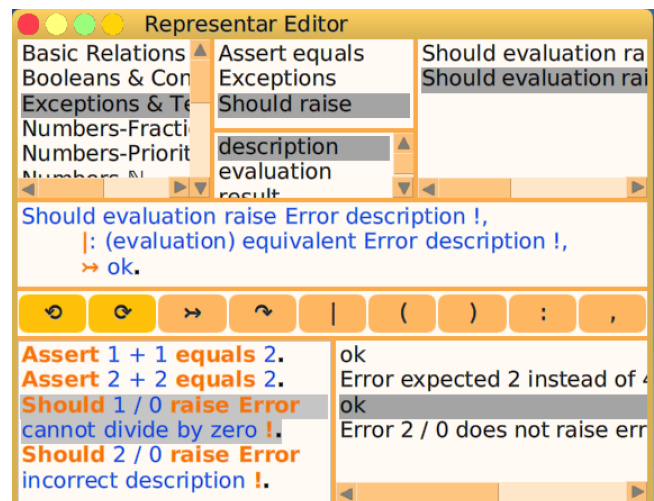 Representar Editor
Basic Relations
Booleans & Con
Exceptions & Te
Numbers-Fracti
Numbers-Priorit
Numbers ℕ
Assert equals
Exceptions
Should raise
description
evaluation
result
Should evaluation ra
Should evaluation rai
Should evaluation raise Error description !,
|: (evaluation) equivalent Error description !,
↣ ok.
⟲ ⟳ ↣ ↷ | ( ) : ,
Assert 1 + 1 equals 2.
Assert 2 + 2 equals 2.
Should 1 / 0 raise Error
cannot divide by zero !.
Should 2 / 0 raise Error
incorrect description !.
ok
Error expected 2 instead of 4
ok
Error 2 / 0 does not raise err